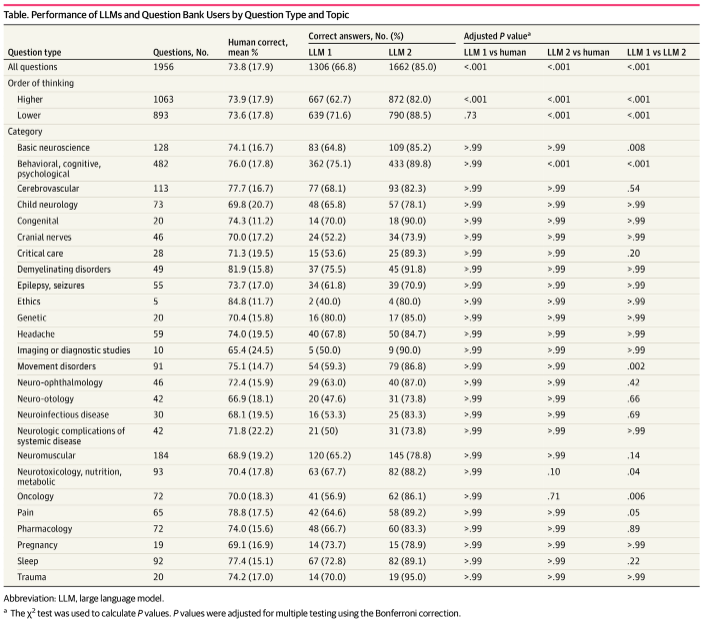 Table. Performance of LLMs and Question Bank Users by Question Type and Topic
Question type Questions, No. Human correct, mean % Correct answers, No. (%) Adjusted P valueᵃ
LLM 1 LLM 2 LLM 1 vs human LLM 2 vs human LLM 1 vs LLM 2
All questions 1956 73.8 (17.9) 1306 (66.8) 1662 (85.0) <.001 <.001 <.001
Order of thinking
Higher 1063 73.9 (17.9) 667 (62.7) 872 (82.0) <.001 <.001 <.001
Lower 893 73.6 (17.8) 639 (71.6) 790 (88.5) .73 <.001 <.001
Category
Basic neuroscience 128 74.1 (16.7) 83 (64.8) 109 (85.2) >.99 >.99 .008
Behavioral, cognitive, psychological 482 76.0 (17.8) 362 (75.1) 433 (89.8) >.99 <.001 <.001
Cerebrovascular 113 77.7 (16.7) 77 (68.1) 93 (82.3) >.99 >.99 .54
Child neurology 73 69.8 (20.7) 48 (65.8) 57 (78.1) >.99 >.99 >.99
Congenital 20 74.3 (11.2) 14 (70.0) 18 (90.0) >.99 >.99 >.99
Cranial nerves 46 70.0 (17.2) 24 (52.2) 34 (73.9) >.99 >.99 >.99
Critical care 28 71.3 (19.5) 15 (53.6) 25 (89.3) >.99 >.99 .20
Demyelinating disorders 49 81.9 (15.8) 37 (75.5) 45 (91.8) >.99 >.99 >.99
Epilepsy, seizures 55 73.7 (17.0) 34 (61.8) 39 (70.9) >.99 >.99 >.99
Ethics 5 84.8 (11.7) 2 (40.0) 4 (80.0) >.99 >.99 >.99
Genetic 20 70.4 (15.8) 16 (80.0) 17 (85.0) >.99 >.99 >.99
Headache 59 74.0 (19.5) 40 (67.8) 50 (84.7) >.99 >.99 >.99
Imaging or diagnostic studies 10 65.4 (24.5) 5 (50.0) 9 (90.0) >.99 >.99 >.99
Movement disorders 91 75.1 (14.7) 54 (59.3) 79 (86.8) >.99 >.99 .002
Neuro-ophthalmology 46 72.4 (15.9) 29 (63.0) 40 (87.0) >.99 >.99 .42
Neuro-otology 42 66.9 (18.1) 20 (47.6) 31 (73.8) >.99 >.99 .66
Neuroinfectious disease 30 68.1 (19.5) 16 (53.3) 25 (83.3) >.99 >.99 .69
Neurologic complications of systemic disease 42 71.8 (22.2) 21 (50) 31 (73.8) >.99 >.99 >.99
Neuromuscular 184 68.9 (19.2) 120 (65.2) 145 (78.8) >.99 >.99 .14
Neurotoxicology, nutrition, metabolic 93 70.4 (17.8) 63 (67.7) 82 (88.2) >.99 .10 .04
Oncology 72 70.0 (18.3) 41 (56.9) 62 (86.1) >.99 .71 .006
Pain 65 78.8 (17.5) 42 (64.6) 58 (89.2) >.99 >.99 .05
Pharmacology 72 74.0 (15.6) 48 (66.7) 60 (83.3) >.99 >.99 .89
Pregnancy 19 69.1 (16.9) 14 (73.7) 15 (78.9) >.99 >.99 >.99
Sleep 92 77.4 (15.1) 67 (72.8) 82 (89.1) >.99 >.99 .22
Trauma 20 74.2 (17.0) 14 (70.0) 19 (95.0) >.99 >.99 >.99
Abbreviation: LLM, large language model.
ᵃ The χ² test was used to calculate P values. P values were adjusted for multiple testing using the Bonferroni correction.